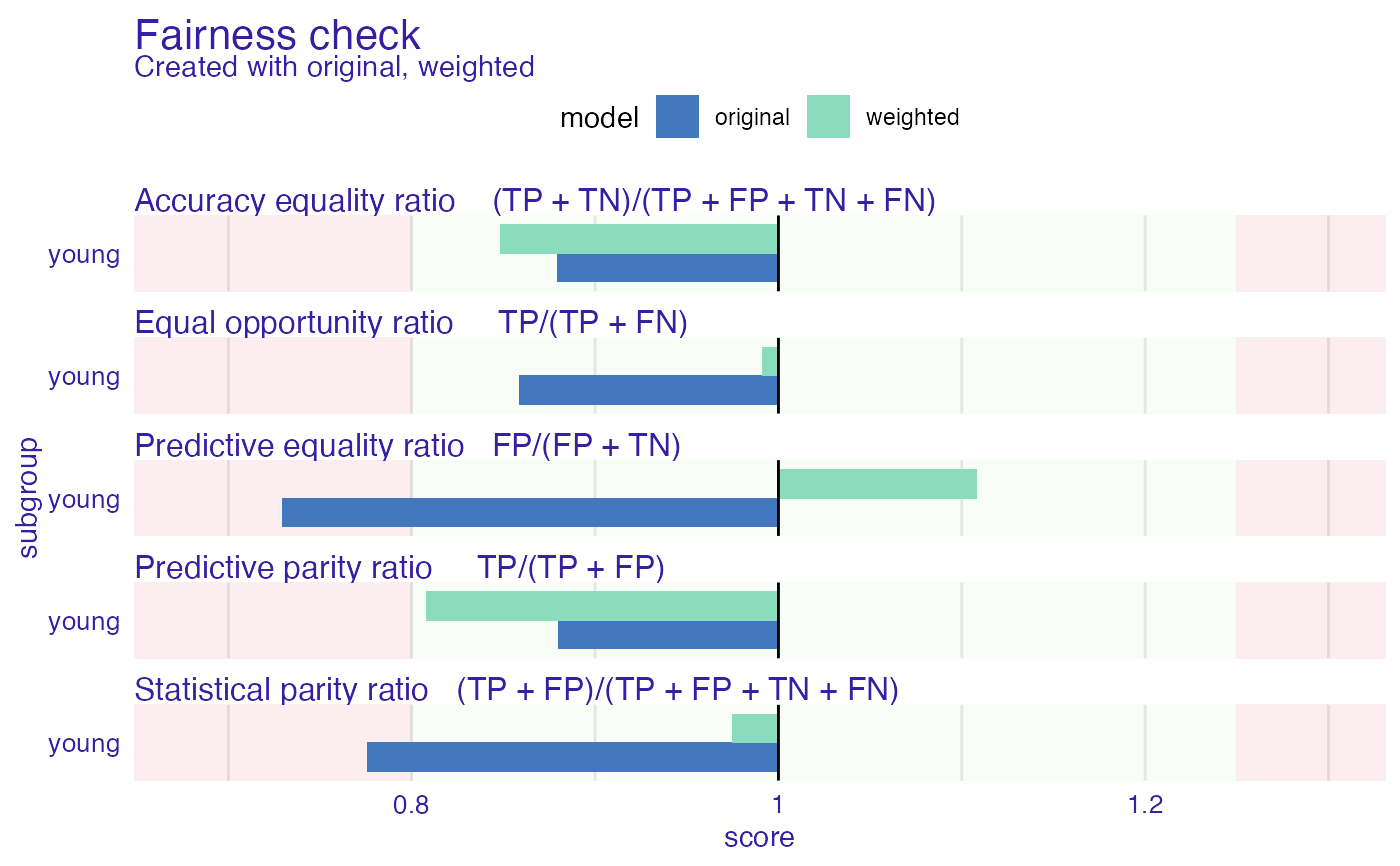 Fairness check
Created with original, weighted
model original weighted
Accuracy equality ratio (TP + TN)/(TP + FP + TN + FN)
young
Equal opportunity ratio TP/(TP + FN)
young
Predictive equality ratio FP/(FP + TN)
young
Predictive parity ratio TP/(TP + FP)
young
Statistical parity ratio (TP + FP)/(TP + FP + TN + FN)
young
subgroup
0.8 1 1.2
score